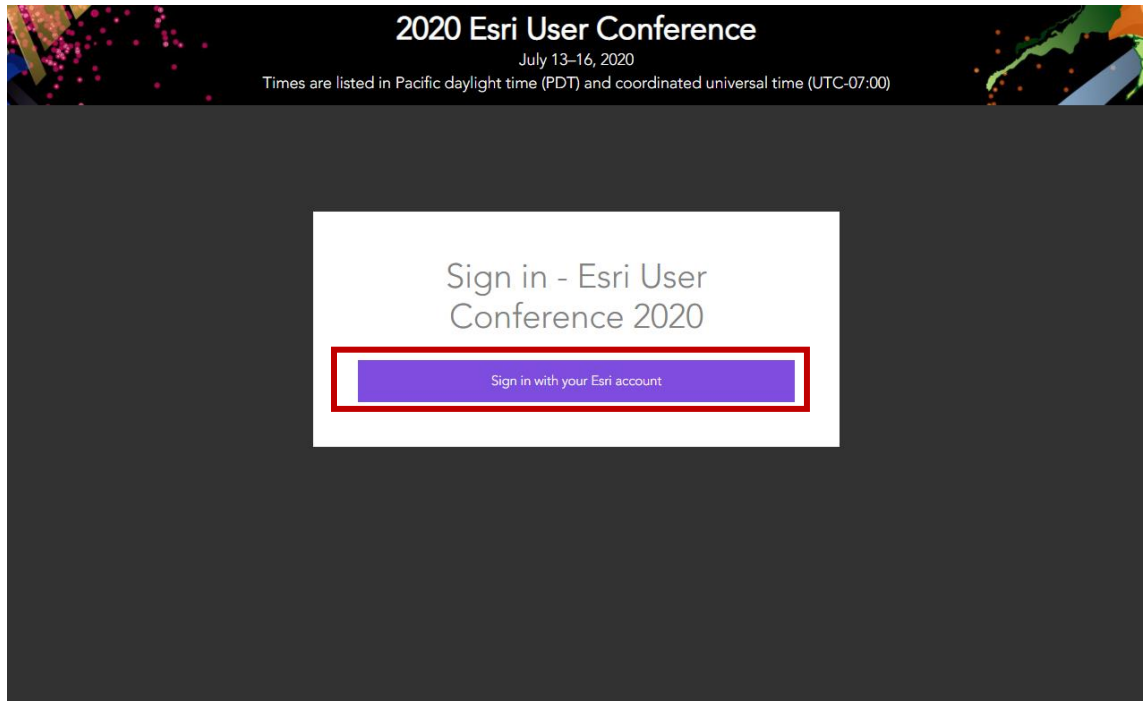 2020 Esri User Conference
July 13–16, 2020
Times are listed in Pacific daylight time (PDT) and coordinated universal time (UTC-07:00)
Sign in - Esri User
Conference 2020
Sign in with your Esri account